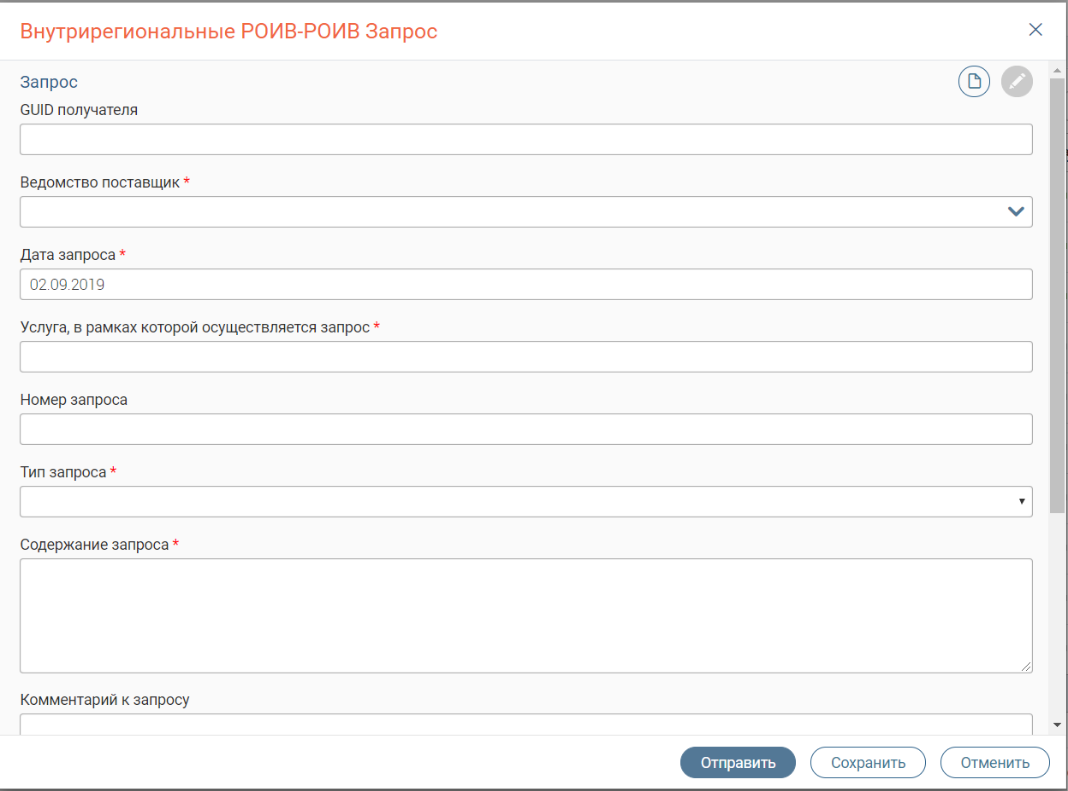 Внутрирегиональные РОИВ-РОИВ Запрос
Запрос
GUID получателя
Ведомство поставщик *
Дата запроса *
02.09.2019
Услуга, в рамках которой осуществляется запрос *
Номер запроса
Тип запроса *
Содержание запроса *
Комментарий к запросу
Отправить Сохранить Отменить